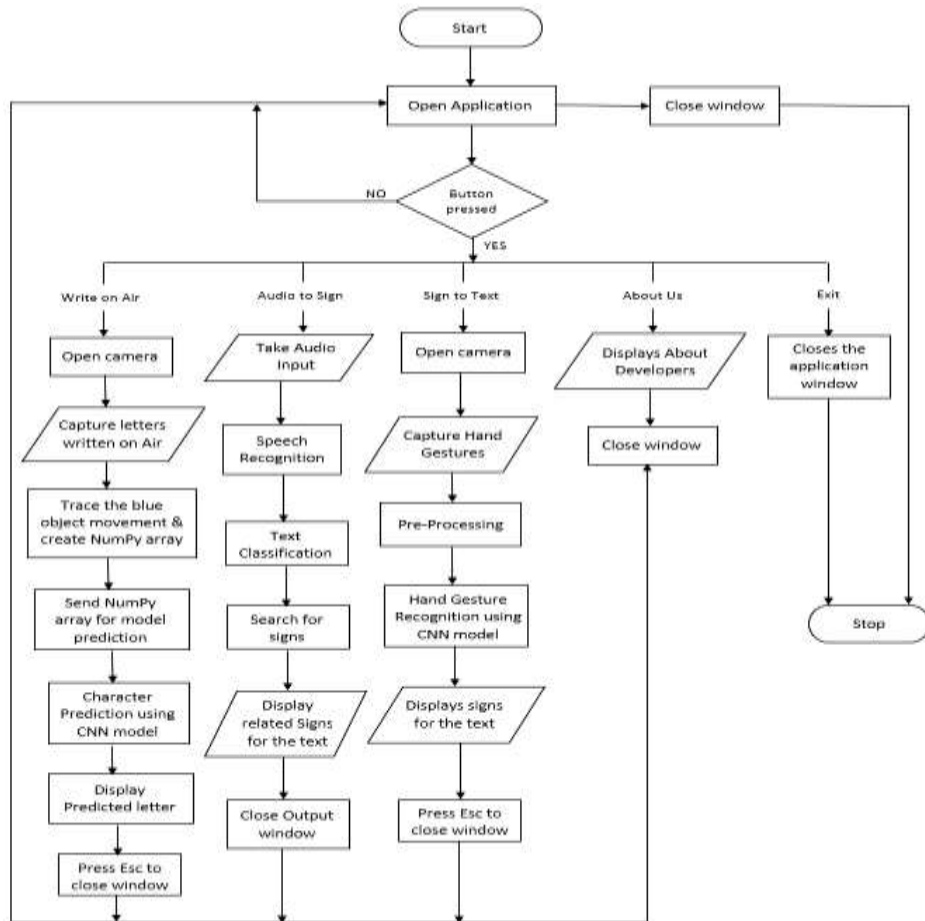 Start
Open Application
Close window
NO
Button
pressed
YES
Write on Air
Audio to Sign
Sign to Text
About Us
Exit
Open camera
Capture letters
written on Air
Trace the blue
object movement &
create NumPy array
Send NumPy
array for model
prediction
Character
Prediction using
CNN model
Display
Predicted letter
Press Esc to
close window
Take Audio
Input
Speech
Recognition
Text
Classification
Search for
signs
Display
related Signs
for the text
Close Output
window
Open camera
Capture Hand
Gestures
Pre-Processing
Hand Gesture
Recognition using
CNN model
Displays signs
for the text
Press Esc to
close window
Displays About
Developers
Close window
Closes the
application
window
Stop